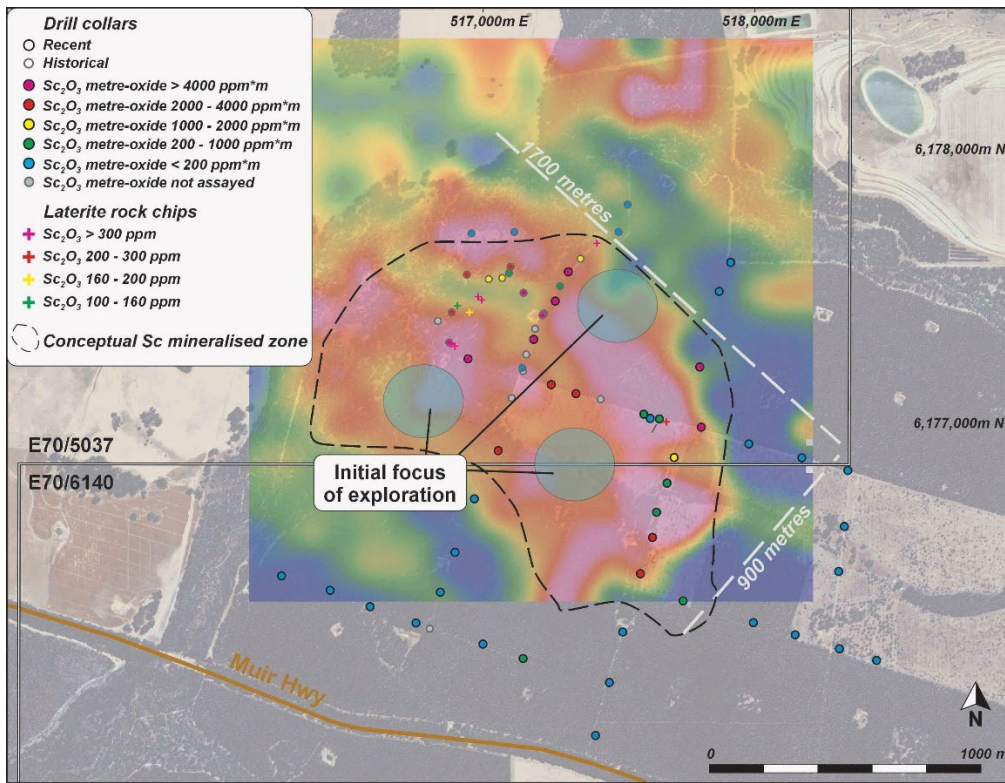 Drill collars
Recent
Historical
Sc₂O₃ metre-oxide > 4000 ppm*m
Sc₂O₃ metre-oxide 2000 - 4000 ppm*m
Sc₂O₃ metre-oxide 1000 - 2000 ppm*m
Sc₂O₃ metre-oxide 200 - 1000 ppm*m
Sc₂O₃ metre-oxide < 200 ppm*m
Sc₂O₃ metre-oxide not assayed
Laterite rock chips
Sc₂O₃ > 300 ppm
Sc₂O₃ 200 - 300 ppm
Sc₂O₃ 160 - 200 ppm
Sc₂O₃ 100 - 160 ppm
Conceptual Sc mineralised zone
517,000m E
518,000m E
6,178,000m N
1700 metres
6,177,000m N
E70/5037
E70/6140
Initial focus
of exploration
900 metres
Muir Hwy
N
0
1000 m